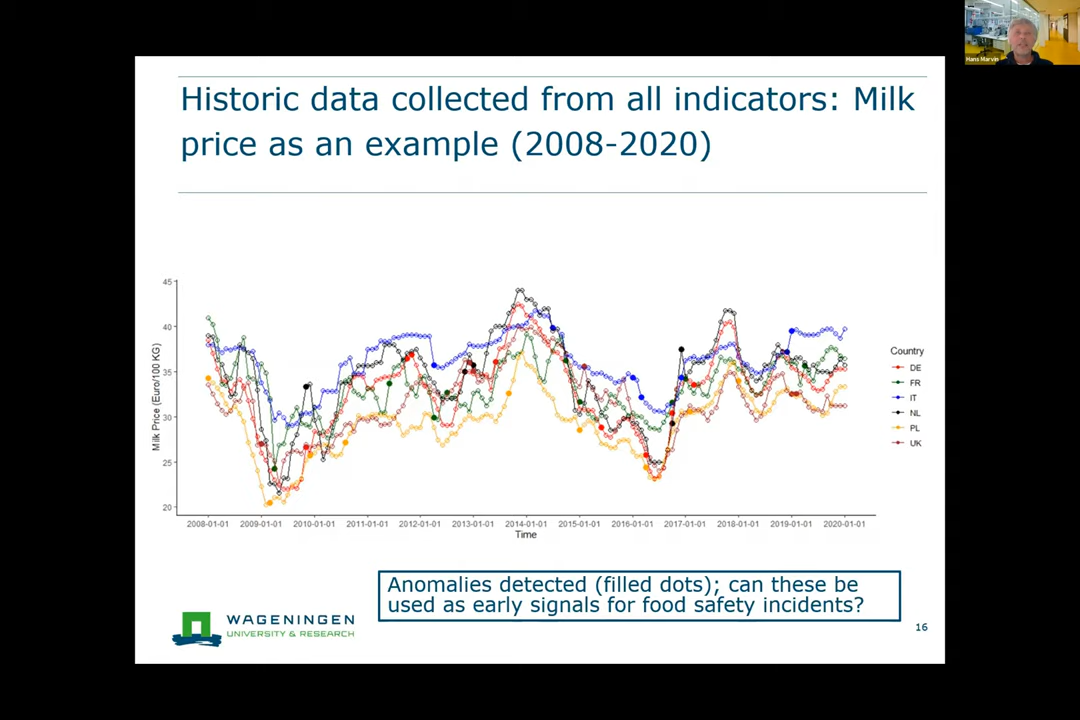 Hans Marvin
Historic data collected from all indicators: Milk
price as an example (2008-2020)
45
40
35
30
25
20
Milk Price (Euro/100 KG)
2008-01-01 2009-01-01 2010-01-01 2011-01-01 2012-01-01 2013-01-01 2014-01-01 2015-01-01 2016-01-01 2017-01-01 2018-01-01 2019-01-01 2020-01-01
Time
Country
DE
FR
IT
NL
PL
UK
Anomalies detected (filled dots); can these be
used as early signals for food safety incidents?
WAGENINGEN
UNIVERSITY & RESEARCH
16